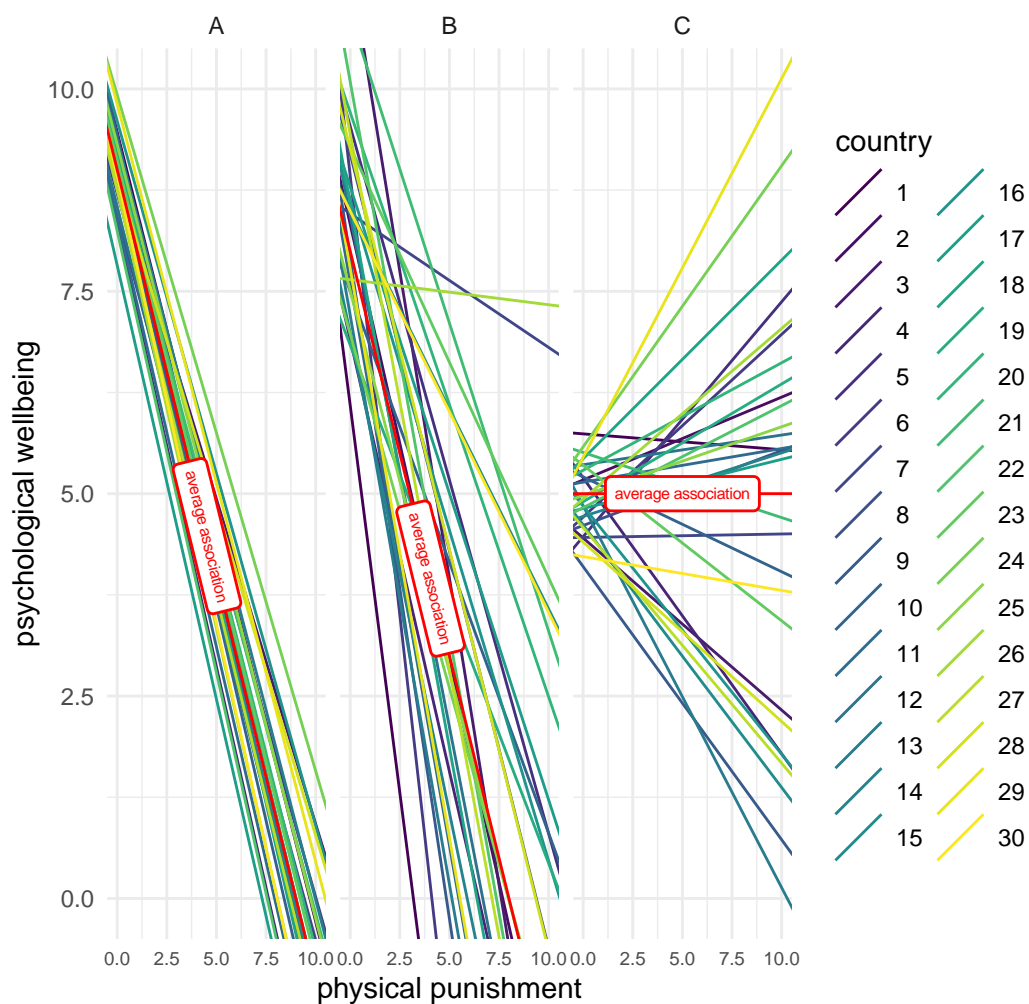 A B C
10.0
7.5
5.0
2.5
0.0
psychological wellbeing
average association
average association
average association
0.0 2.5 5.0 7.5 10.0 0.0 2.5 5.0 7.5 10.0 0.0 2.5 5.0 7.5 10.0
physical punishment
country
1 16
2 17
3 18
4 19
5 20
6 21
7 22
8 23
9 24
10 25
11 26
12 27
13 28
14 29
15 30